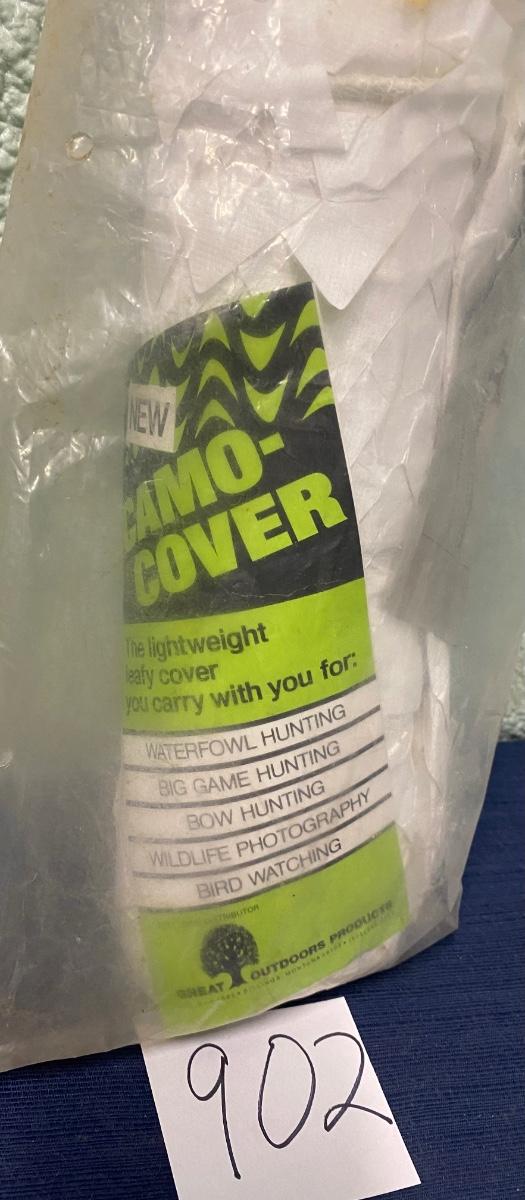 NEW
CAMO-
COVER
The lightweight
leafy cover
you carry with you for:
WATERFOWL HUNTING
BIG GAME HUNTING
BOW HUNTING
WILDLIFE PHOTOGRAPHY
BIRD WATCHING
DISTRIBUTOR
GREAT OUTDOORS PRODUCTS
902